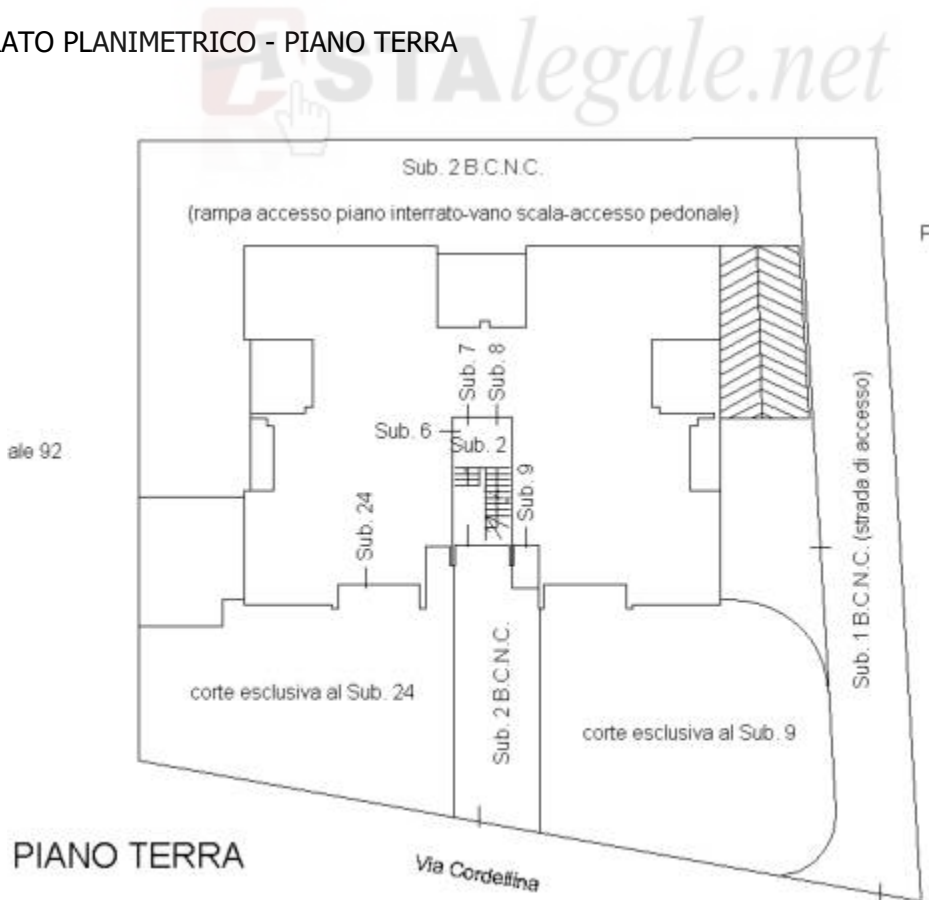 ATO PLANIMETRICO - PIANO TERRA
ASTAlegale.net
Sub. 2 B.C.N.C.
(rampa accesso piano interrato-vano scala-accesso pedonale)
Sub. 7
Sub. 8
Sub. 6
Sub. 2
ale 92
Sub. 24
Sub. 9
Sub. 1 B.C.N.C. (strada di accesso)
Sub. 2 B.C.N.C.
corte esclusiva al Sub. 24
corte esclusiva al Sub. 9
PIANO TERRA
Via Cordellina